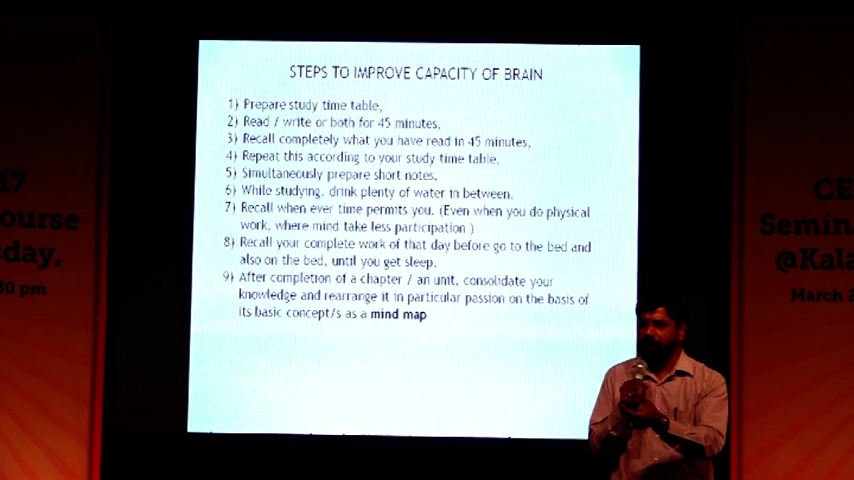 STEPS TO IMPROVE CAPACITY OF BRAIN
1) Prepare study time table,
2) Read / write or both for 45 minutes,
3) Recall completely what you have read in 45 minutes,
4) Repeat this according to your study time table,
5) Simultaneously prepare short notes,
6) While studying, drink plenty of water in between,
7) Recall when ever time permits you. (Even when you do physical
work, where mind take less participation )
8) Recall your complete work of that day before go to the bed and
also on the bed, until you get sleep,
9) After completion of a chapter / an unit, consolidate your
knowledge and rearrange it in particular passion on the basis of
its basic concept/s as a mind map
17
ourse
sday,
30 pm
CE
Semin
@Kala
March 2